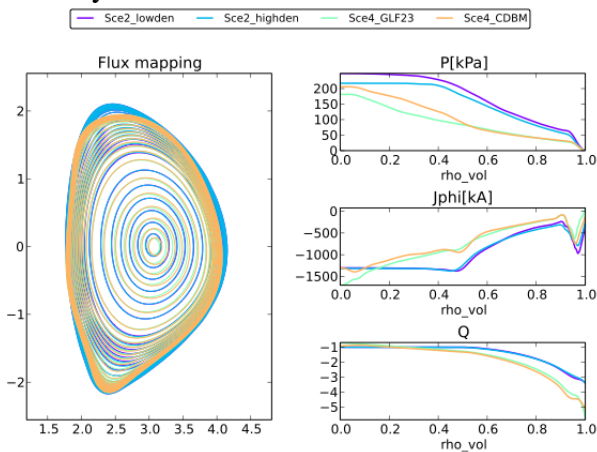 Sce2_lowden Sce2_highden Sce4_GLF23 Sce4_CDBM
Flux mapping
2
1
0
−1
−2
1.5 2.0 2.5 3.0 3.5 4.0 4.5
P[kPa]
200
150
100
50
0
0.0 0.2 0.4 0.6 0.8 1.0
rho_vol
Jphi[kA]
0
−500
−1000
−1500
0.0 0.2 0.4 0.6 0.8 1.0
rho_vol
Q
−1
−2
−3
−4
−5
0.0 0.2 0.4 0.6 0.8 1.0
rho_vol